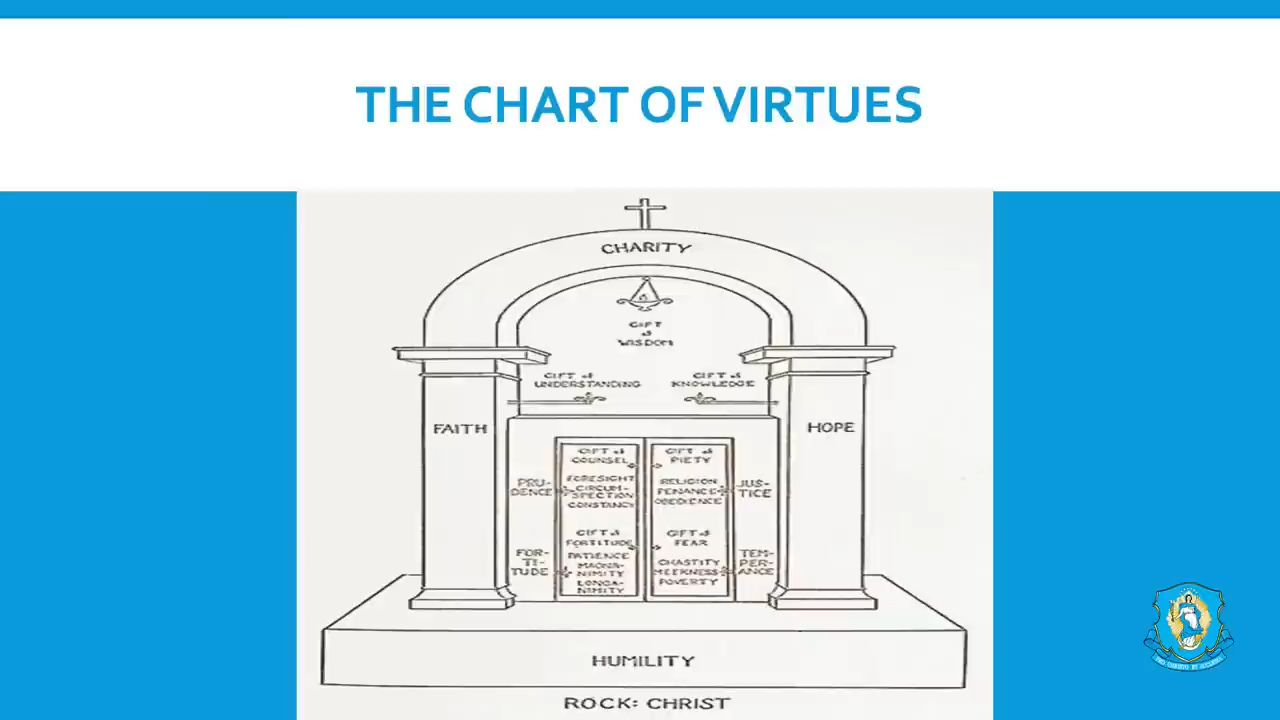 THE CHART OF VIRTUES
CHARITY
GIFT
of
WISDOM
GIFT of
UNDERSTANDING
GIFT of
KNOWLEDGE
FAITH
HOPE
GIFT of
COUNSEL
FORESIGHT
CIRCUM-
SPECTION
CONSTANCY
GIFT of
PIETY
RELIGION
PENANCE
OBEDIENCE
PRU-
DENCE
JUS-
TICE
GIFT of
FORTITUDE
PATIENCE
MAGNA-
NIMITY
LONGA-
NIMITY
GIFT of
FEAR
CHASTITY
MEEKNESS
POVERTY
FOR-
TI-
TUDE
TEM-
PER-
ANCE
HUMILITY
ROCK: CHRIST